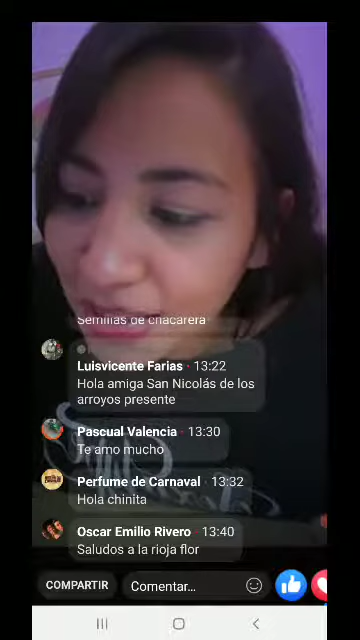 Semillas de chacarera
Luisvicente Farias · 13:22
Hola amiga San Nicolás de los
arroyos presente
Pascual Valencia · 13:30
Te amo mucho
Perfume de Carnaval · 13:32
Hola chinita
Oscar Emilio Rivero · 13:40
Saludos a la rioja flor
COMPARTIR
Comentar...